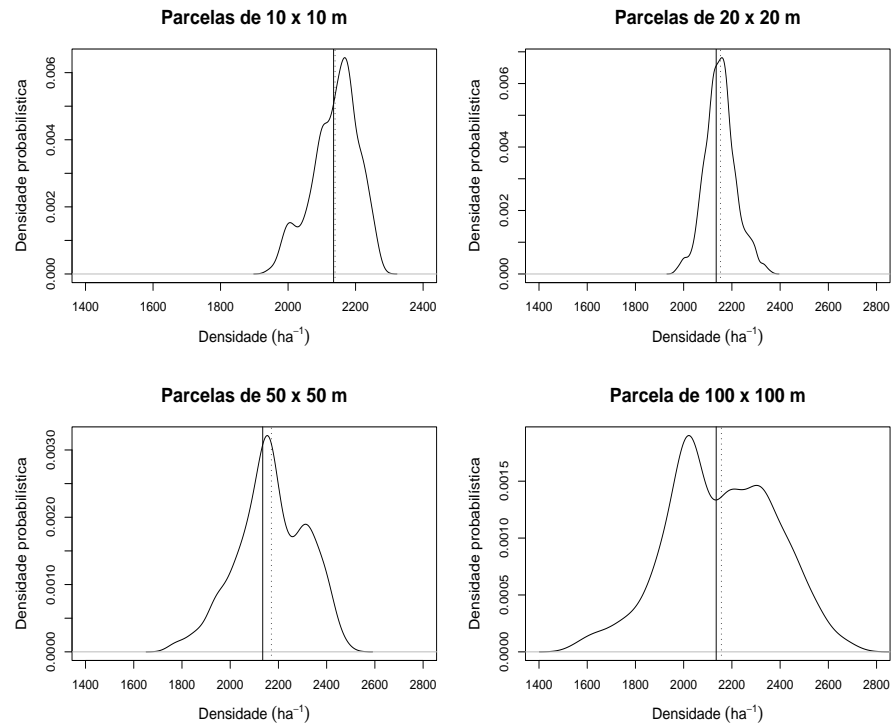 Parcelas de 10 x 10 m
Densidade probabilística
0.000 0.002 0.004 0.006
1400 1600 1800 2000 2200 2400
Densidade (ha⁻¹)
Parcelas de 20 x 20 m
Densidade probabilística
0.000 0.002 0.004 0.006
1400 1600 1800 2000 2200 2400 2600 2800
Densidade (ha⁻¹)
Parcelas de 50 x 50 m
Densidade probabilística
0.0000 0.0010 0.0020 0.0030
1400 1600 1800 2000 2200 2400 2600 2800
Densidade (ha⁻¹)
Parcela de 100 x 100 m
Densidade probabilística
0.0000 0.0005 0.0010 0.0015
1400 1600 1800 2000 2200 2400 2600 2800
Densidade (ha⁻¹)